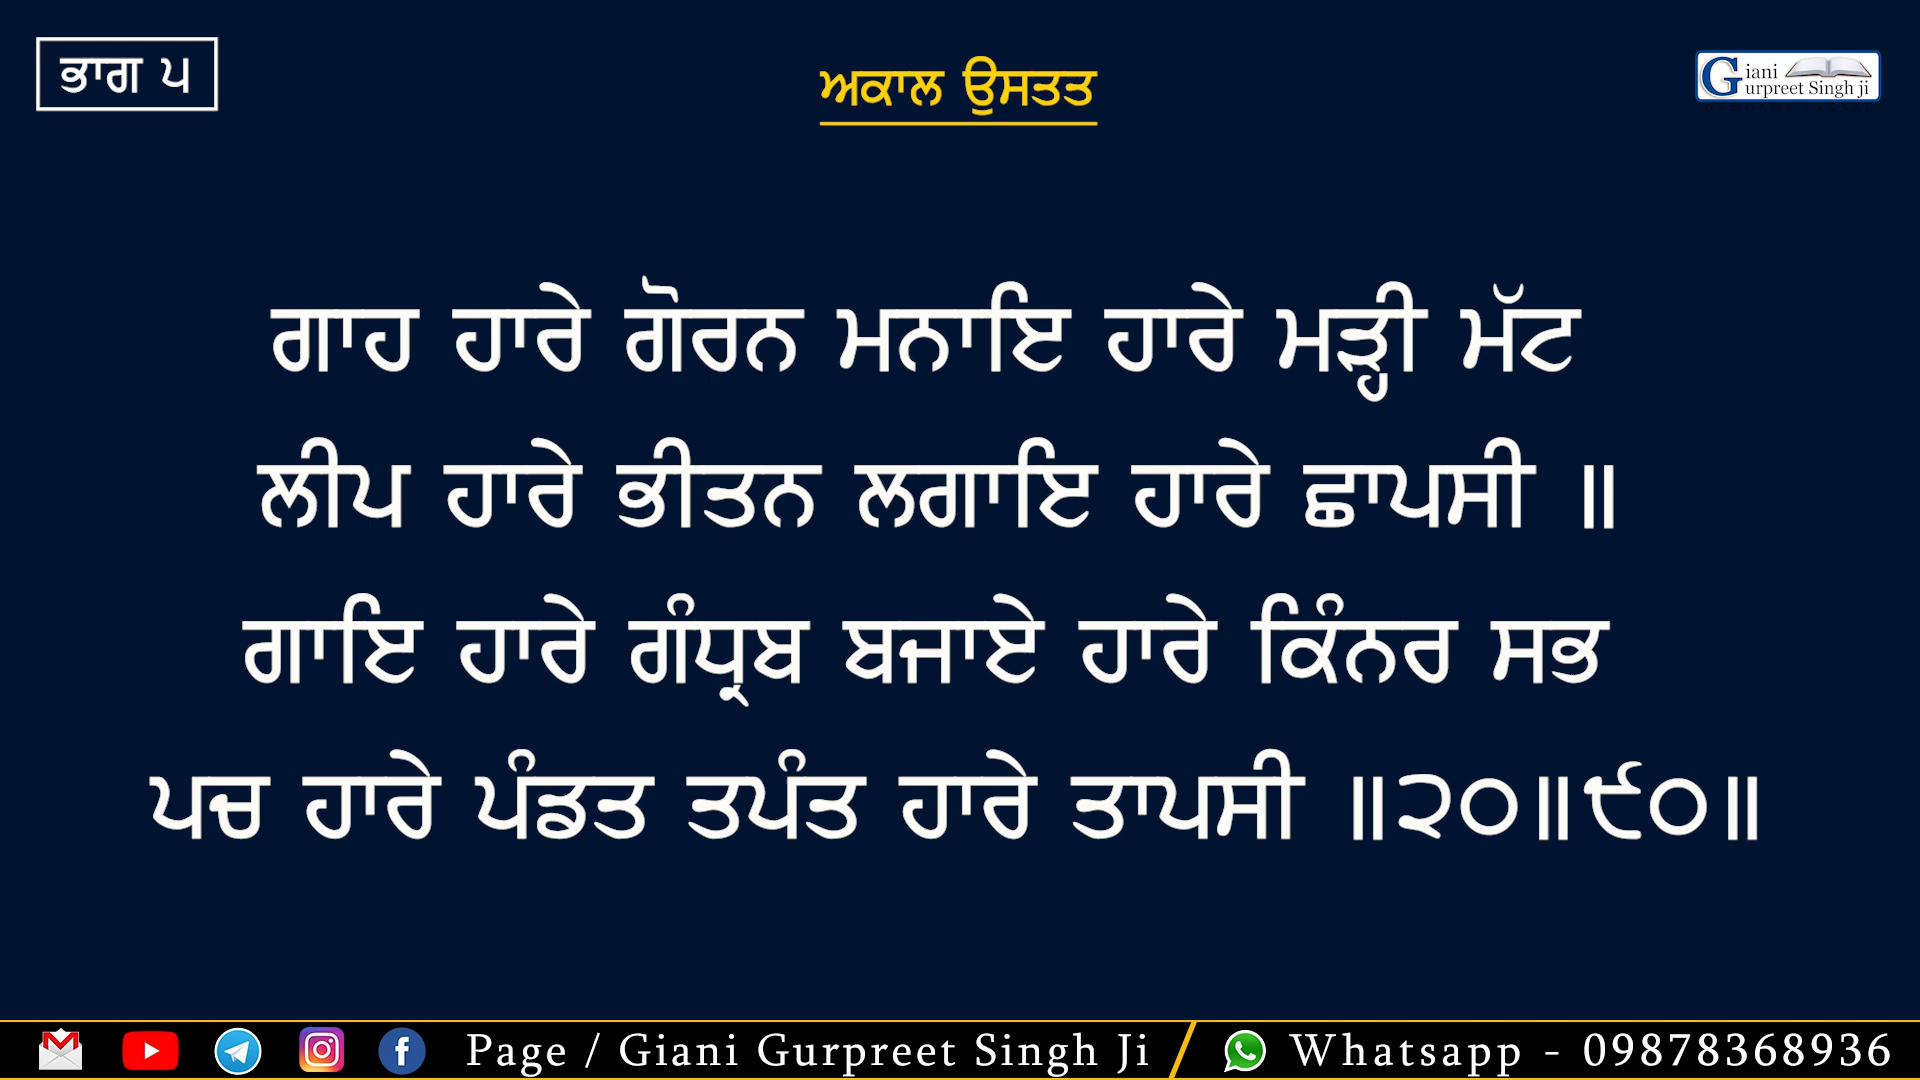 ਭਾਗ ੫
ਅਕਾਲ ਉਸਤਤ
Giani
Gurpreet Singh ji
ਗਾਹ ਹਾਰੇ ਗੋਰਨ ਮਨਾਇ ਹਾਰੇ ਮੜ੍ਹੀ ਮੱਟ
ਲੀਪ ਹਾਰੇ ਭੀਤਨ ਲਗਾਇ ਹਾਰੇ ਛਾਪਸੀ ॥
ਗਾਇ ਹਾਰੇ ਗੰਧ੍ਰਬ ਬਜਾਏ ਹਾਰੇ ਕਿੰਨਰ ਸਭ
ਪਚ ਹਾਰੇ ਪੰਡਤ ਤਪੰਤ ਹਾਰੇ ਤਾਪਸੀ ॥੨੦॥੯੦॥
Page / Giani Gurpreet Singh Ji / Whatsapp - 09878368936